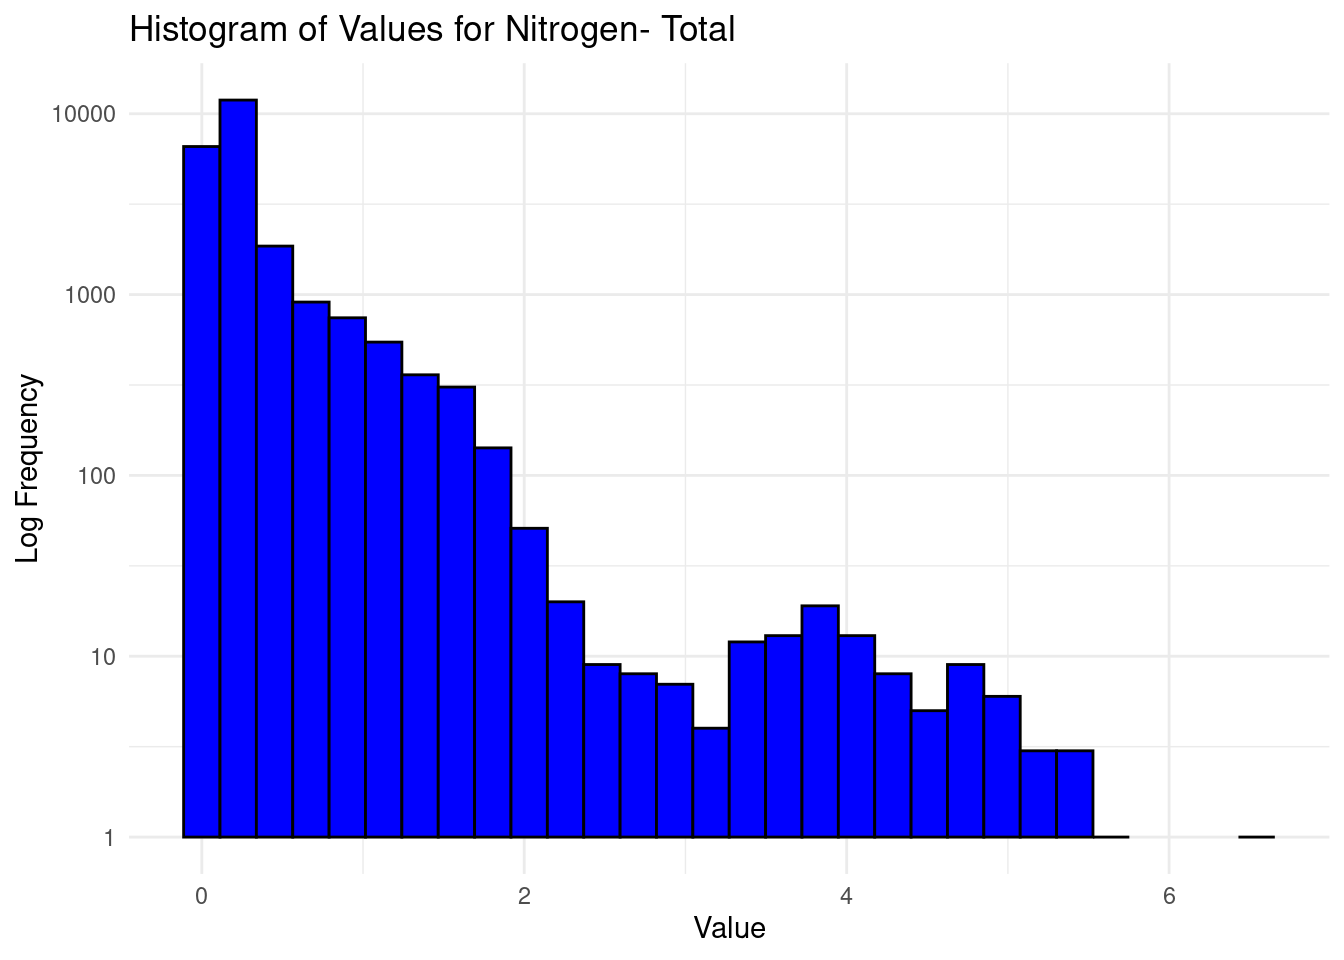 Histogram of Values for Nitrogen- Total
Log Frequency
10000
1000
100
10
1
0 2 4 6
Value